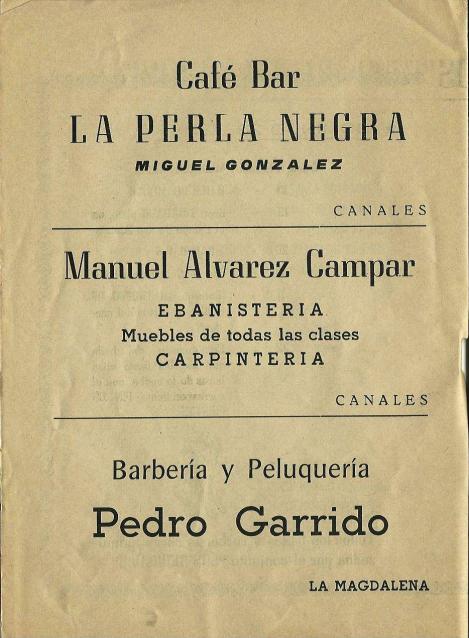 Café Bar
LA PERLA NEGRA
MIGUEL GONZALEZ
CANALES
Manuel Alvarez Campar
EBANISTERIA
Muebles de todas las clases
CARPINTERIA
CANALES
Barbería y Peluquería
Pedro Garrido
LA MAGDALENA